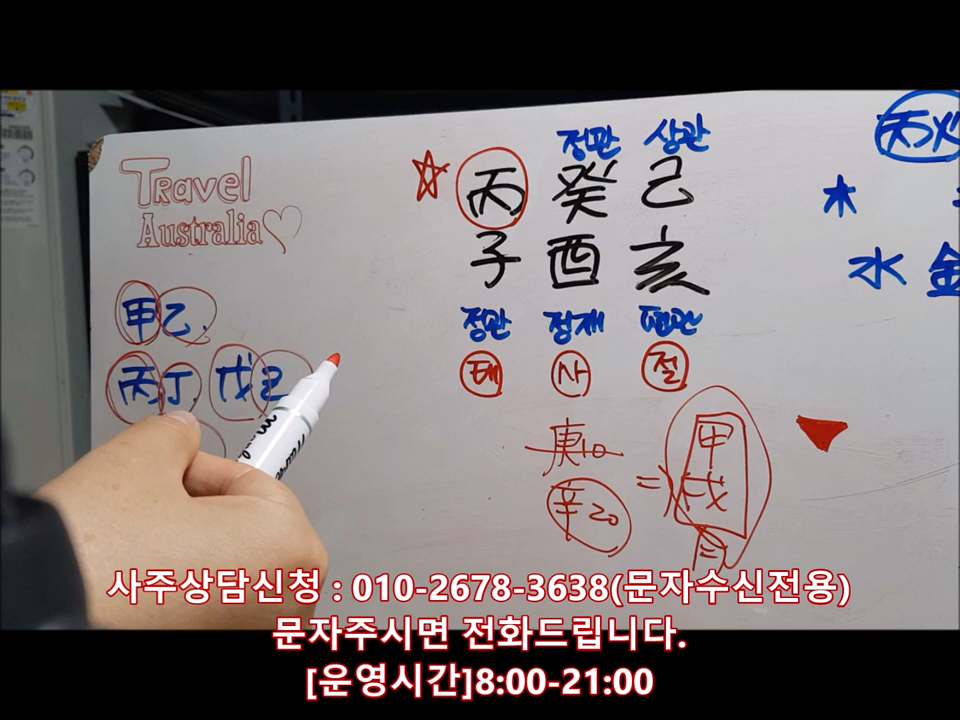 Travel
Australia
정관 상관
丙 癸 己
子 酉 亥
정관 정재 편관
태 사 절
甲乙
丙丁 戊己
庚10
辛20
甲
戌
丙火
木
水 金
사주상담신청 : 010-2678-3638(문자수신전용)
문자주시면 전화드립니다.
[운영시간]8:00-21:00